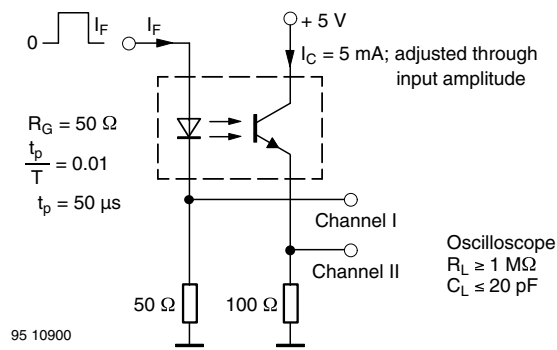 0
I_F
I_F
+ 5 V
I_C = 5 mA; adjusted through
input amplitude
R_G = 50 Ω
t_p
T
= 0.01
t_p = 50 µs
Channel I
Channel II
50 Ω
100 Ω
Oscilloscope
R_L ≥ 1 MΩ
C_L ≤ 20 pF
95 10900